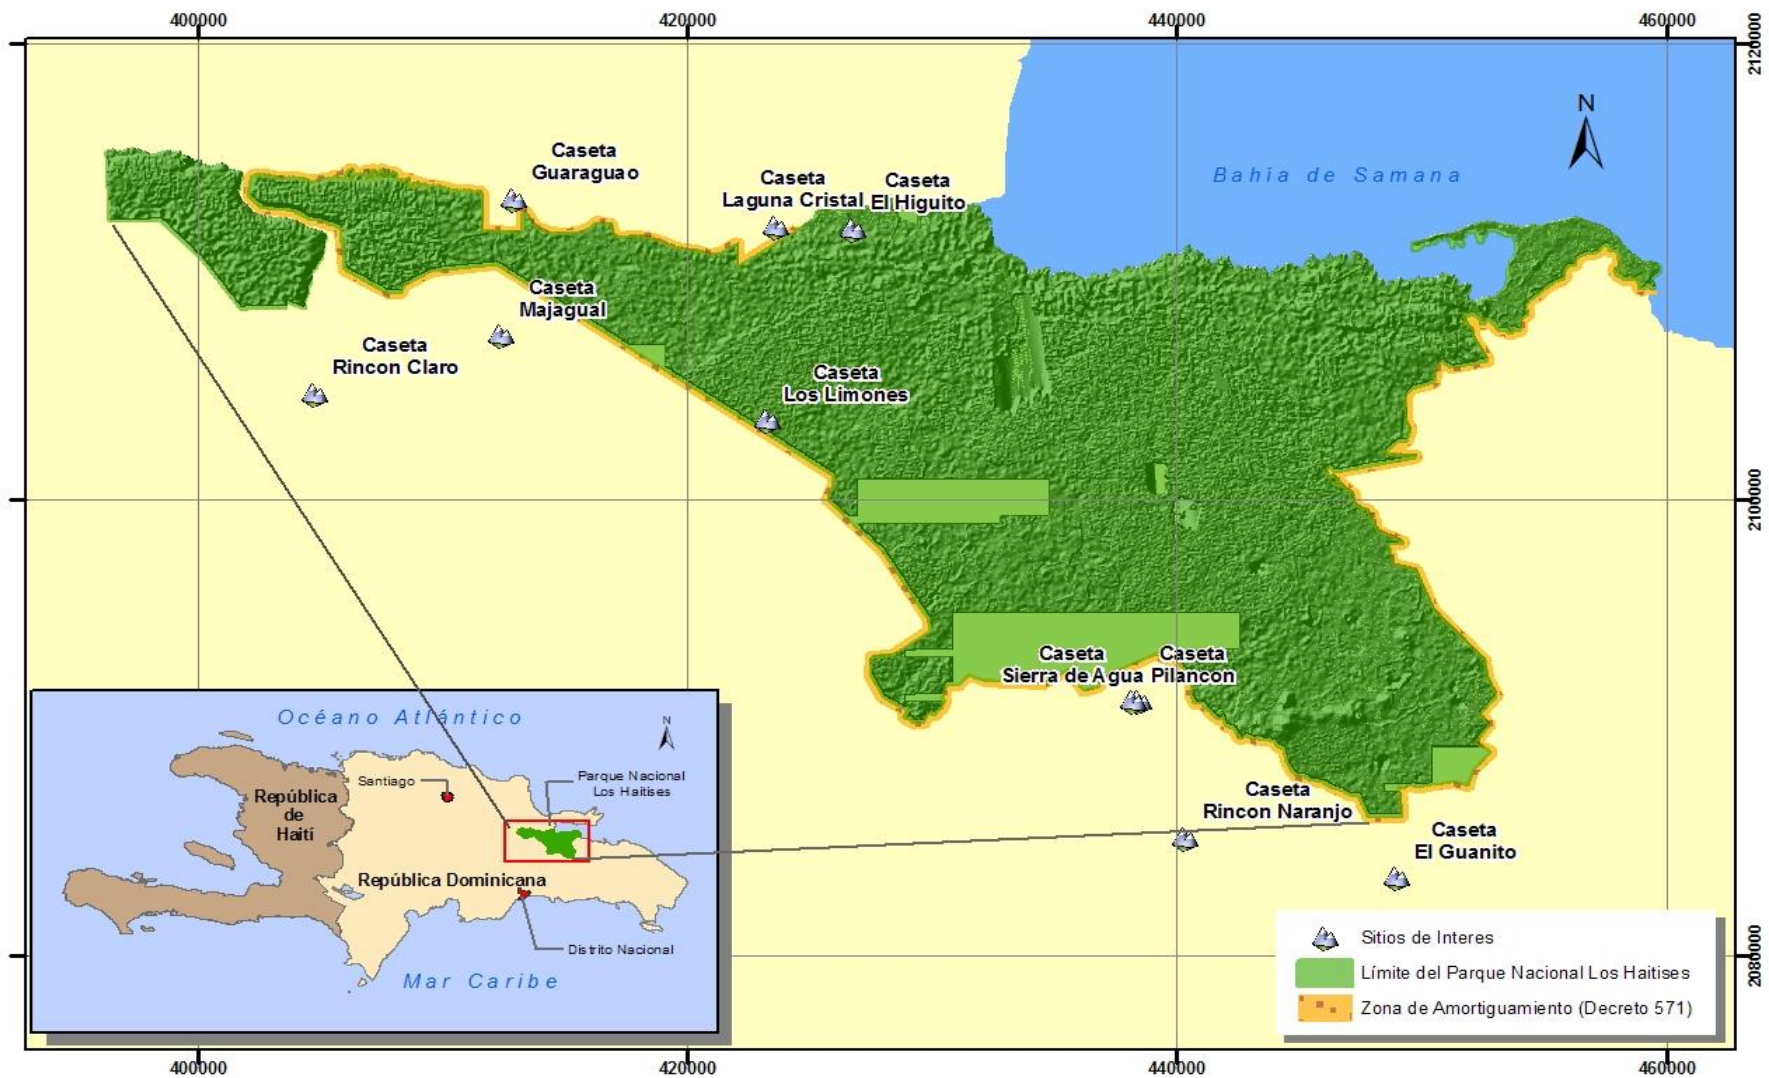 400000
420000
440000
460000
2120000
N
Caseta
Guaraguao
Caseta
Laguna Cristal
Caseta
El Higuito
Bahia de Samana
Caseta
Majagual
Caseta
Rincon Claro
Caseta
Los Limones
2100000
Caseta
Sierra de Agua
Caseta
Pilancon
Caseta
Rincon Naranjo
Caseta
El Guanito
Océano Atlántico
N
Santiago
Parque Nacional
Los Haitises
República
de
Haití
República Dominicana
Distrito Nacional
Mar Caribe
Sitios de Interes
Límite del Parque Nacional Los Haitises
Zona de Amortiguamiento (Decreto 571)
2080000
400000
420000
440000
460000